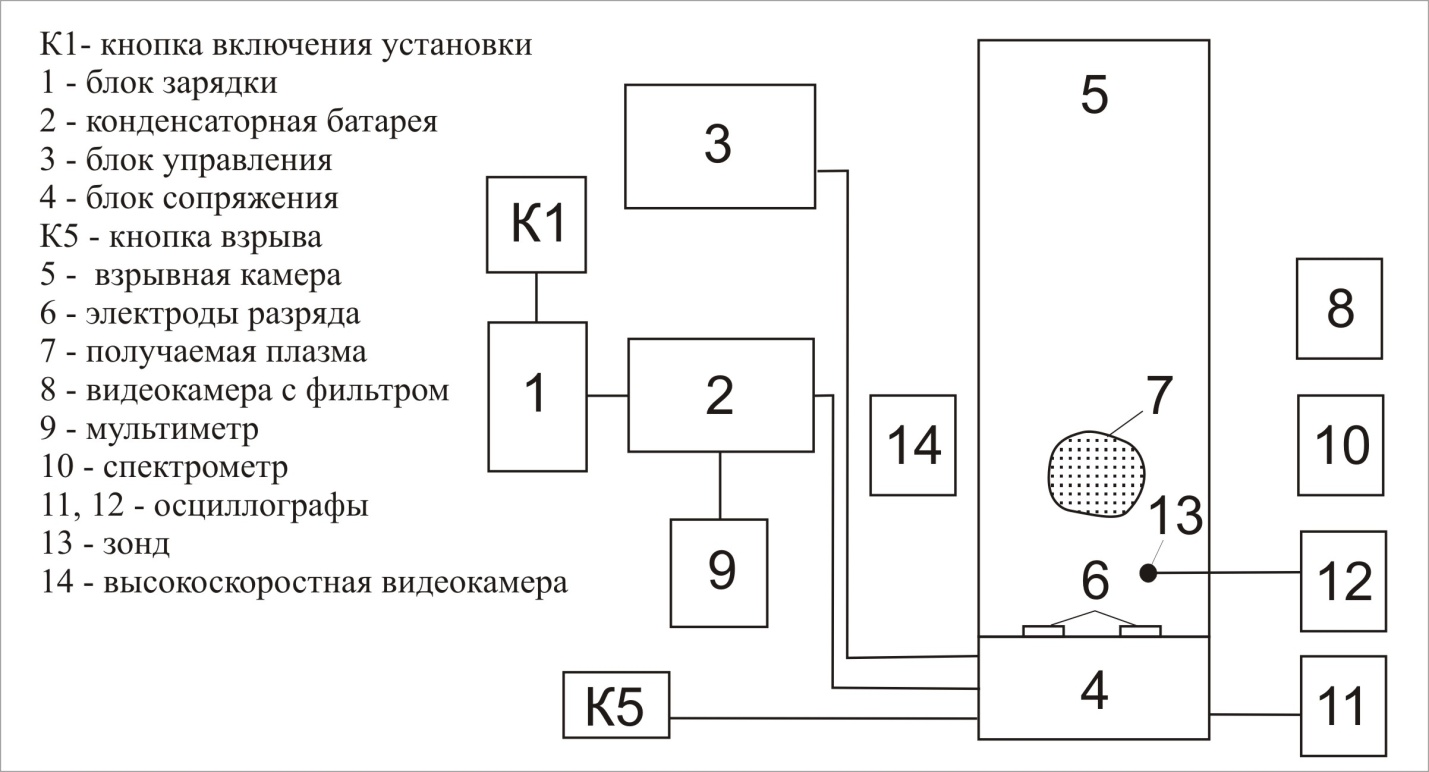 К1- кнопка включения установки
1 - блок зарядки
2 - конденсаторная батарея
3 - блок управления
4 - блок сопряжения
К5 - кнопка взрыва
5 -  взрывная камера
6 - электроды разряда
7 - получаемая плазма
8 - видеокамера с фильтром
9 - мультиметр
10 - спектрометр
11, 12 - осциллографы
13 - зонд
14 - высокоскоростная видеокамера
5
3
К1
8
1
2
7
14
10
13
9
6
12
4
К5
11